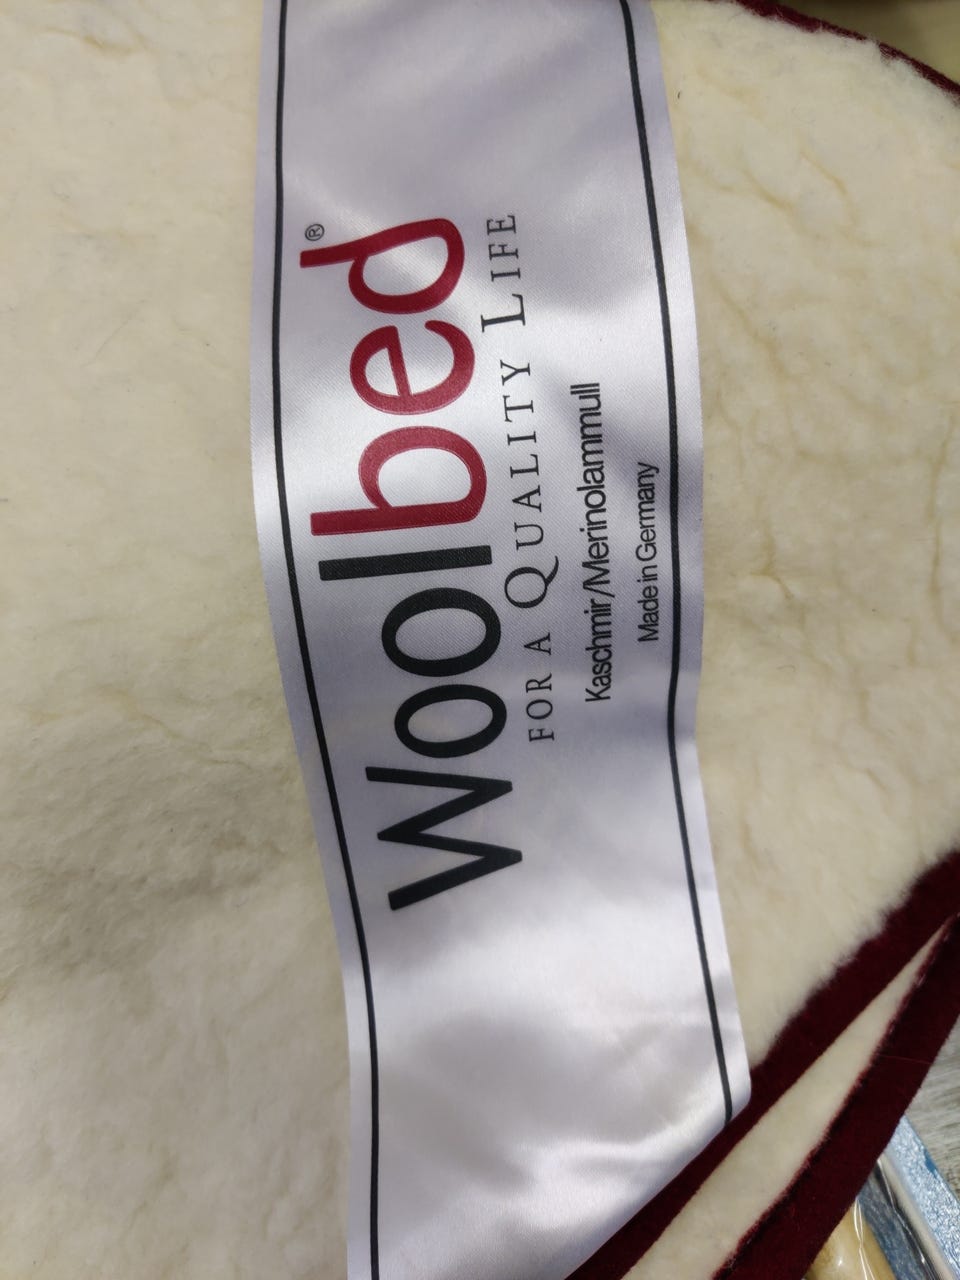 Woolbed®
FOR A QUALITY LIFE
Kaschmir/Merinolammull
Made in Germany